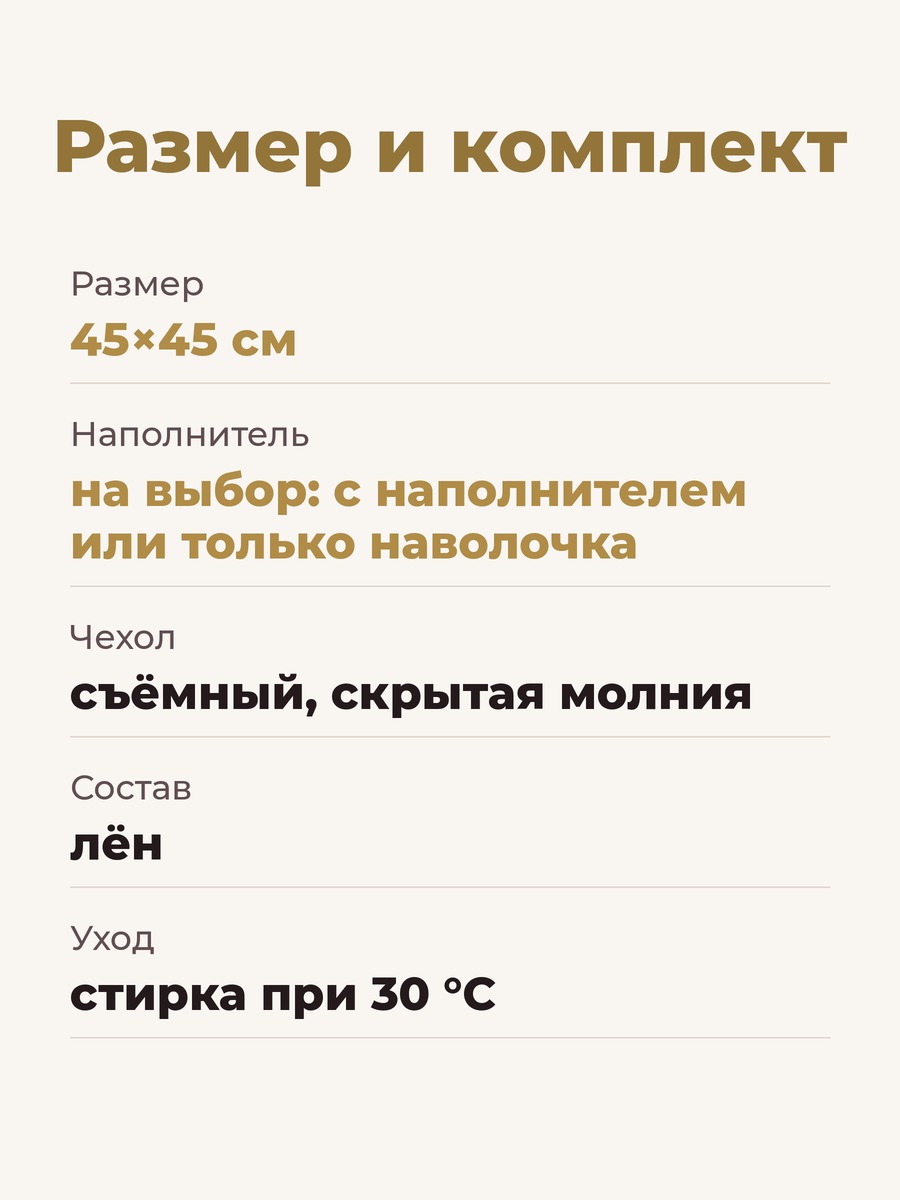 Размер и комплект
Размер
45×45 см
Наполнитель
на выбор: с наполнителем
или только наволочка
Чехол
съёмный, скрытая молния
Состав
лён
Уход
стирка при 30 °C